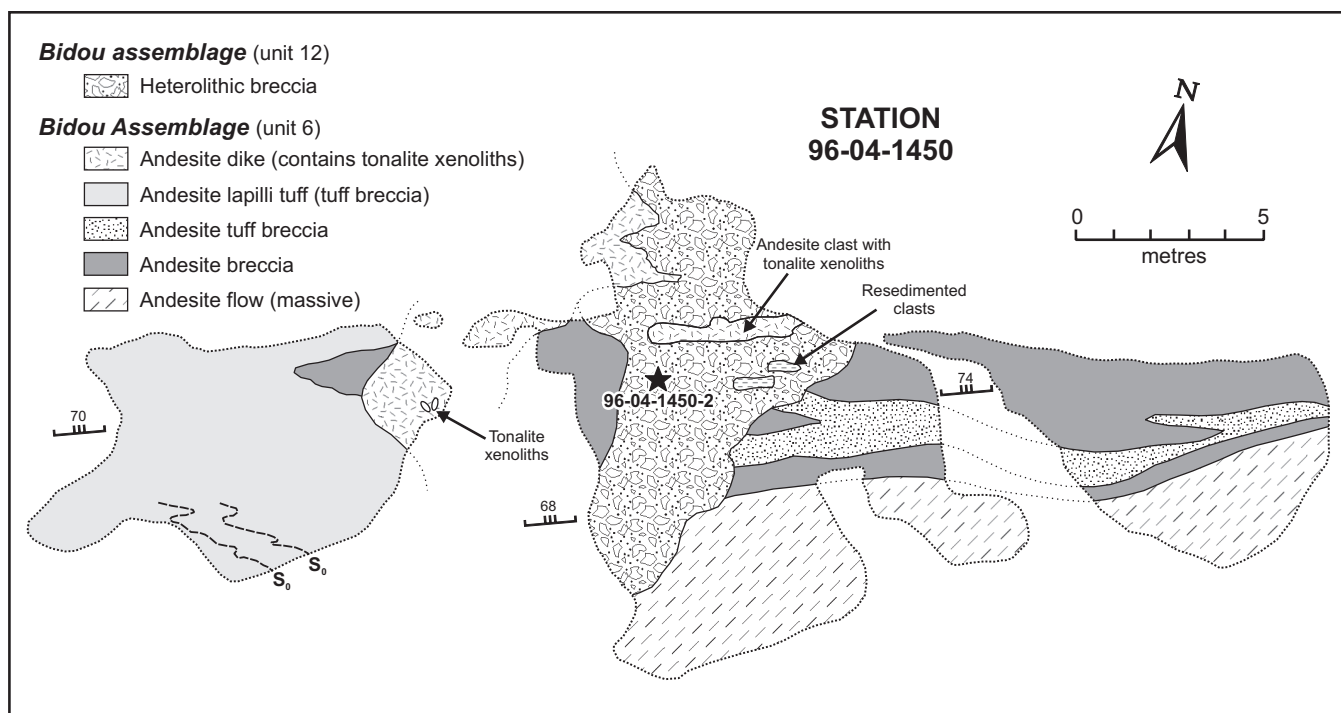 Bidou assemblage (unit 12)
Heterolithic breccia
Bidou Assemblage (unit 6)
Andesite dike (contains tonalite xenoliths)
Andesite lapilli tuff (tuff breccia)
Andesite tuff breccia
Andesite breccia
Andesite flow (massive)
STATION
96-04-1450
N
0 5
metres
Andesite clast with
tonalite xenoliths
Resedimented
clasts
96-04-1450-2
74
70
Tonalite
xenoliths
68
S₀ S₀